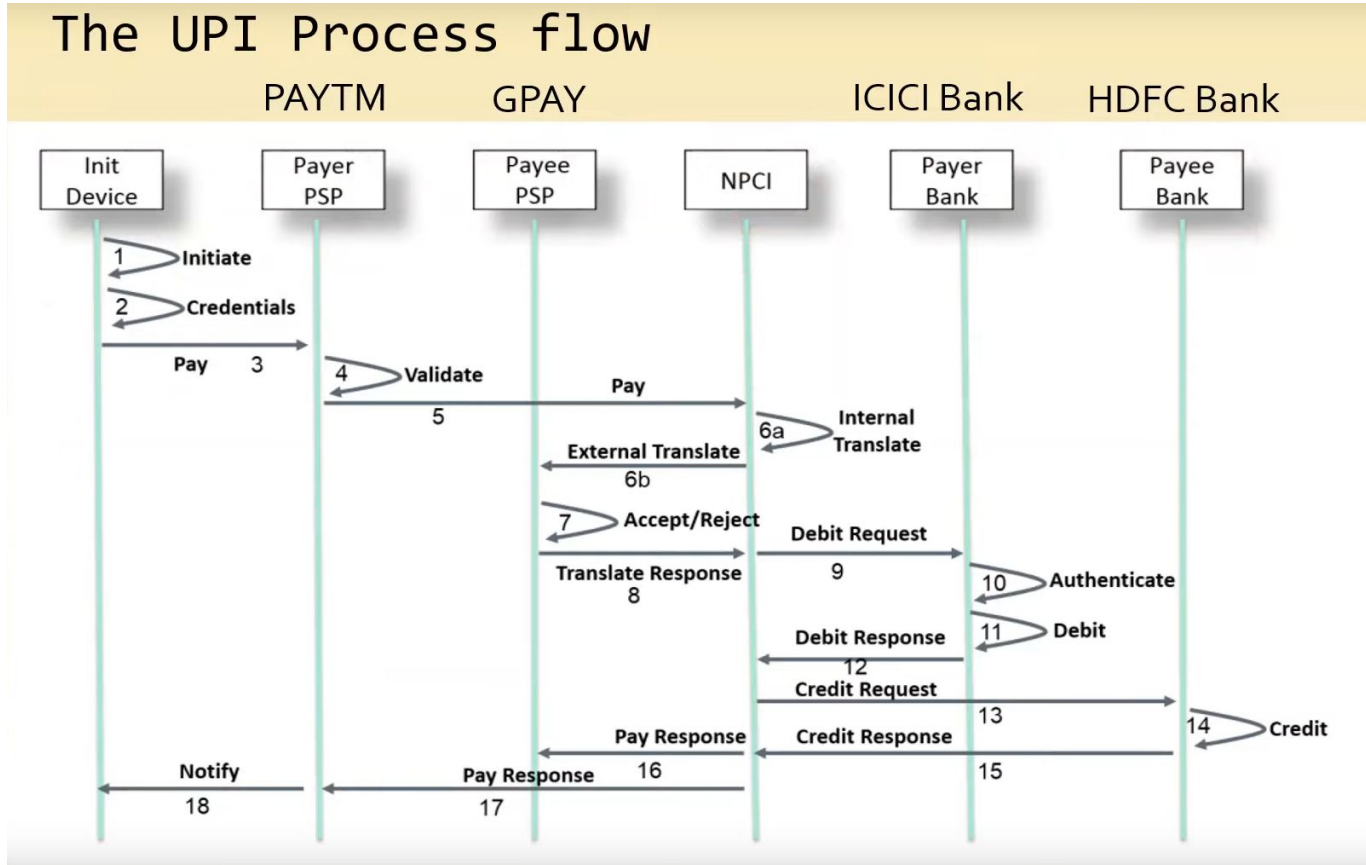 The UPI Process flow
PAYTM GPAY ICICI Bank HDFC Bank
Init
Device
Payer
PSP
Payee
PSP
NPCI
Payer
Bank
Payee
Bank
1 Initiate
2 Credentials
Pay 3
4 Validate
Pay
5
6a Internal
Translate
External Translate
6b
7 Accept/Reject
Translate Response
8
Debit Request
9
10 Authenticate
11 Debit
Debit Response
12
Credit Request
13
14 Credit
Credit Response
15
Pay Response
16
Pay Response
17
Notify
18